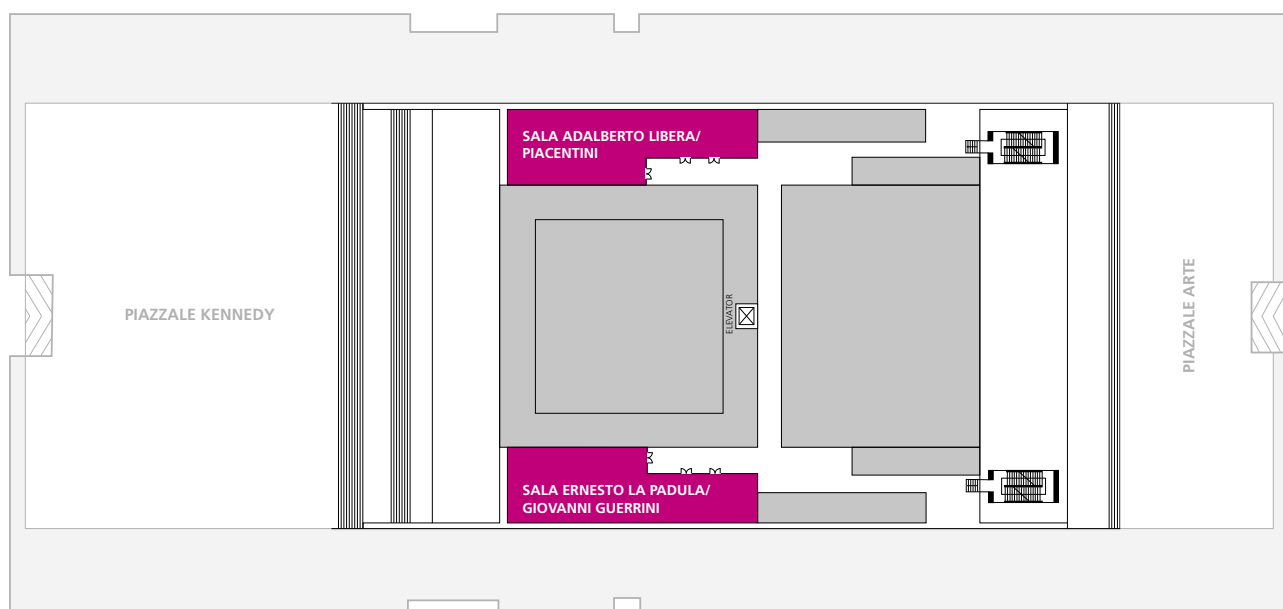 SALA ADALBERTO LIBERA/
PIACENTINI
PIAZZALE KENNEDY
ELEVATOR
PIAZZALE ARTE
SALA ERNESTO LA PADULA/
GIOVANNI GUERRINI